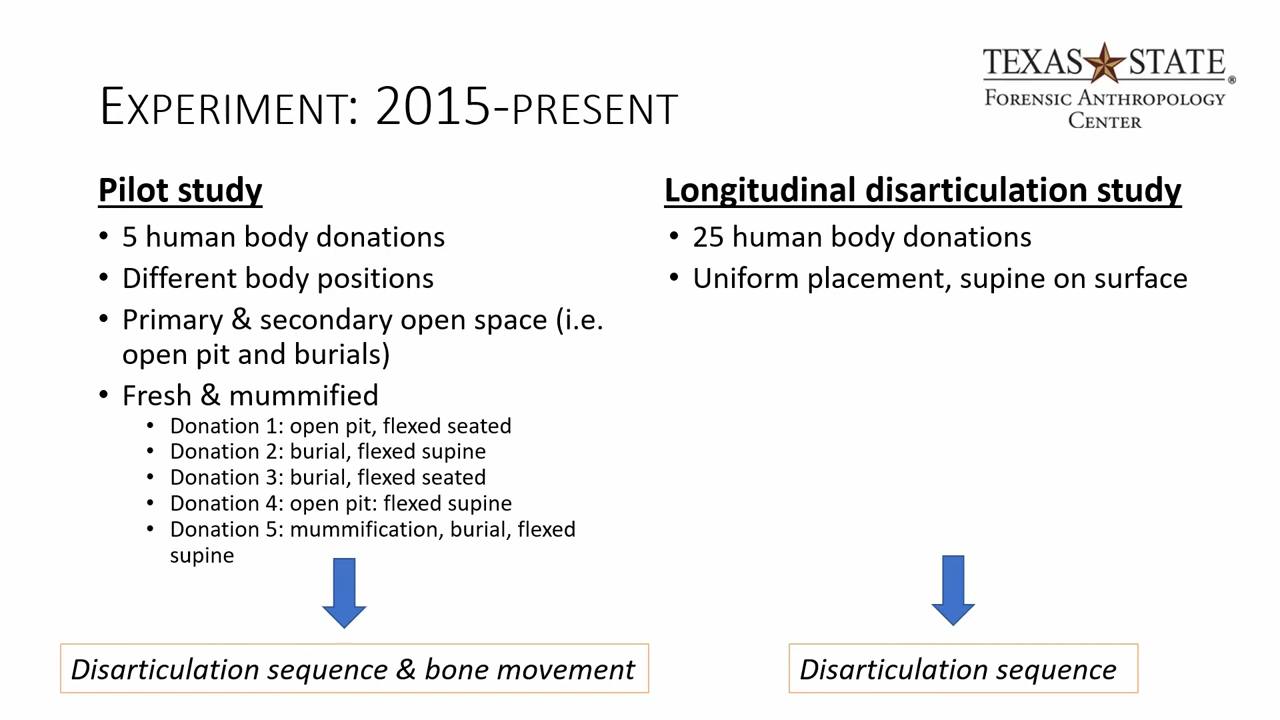 TEXAS STATE®
FORENSIC ANTHROPOLOGY
CENTER
EXPERIMENT: 2015-PRESENT
Pilot study
• 5 human body donations
• Different body positions
• Primary & secondary open space (i.e.
open pit and burials)
• Fresh & mummified
• Donation 1: open pit, flexed seated
• Donation 2: burial, flexed supine
• Donation 3: burial, flexed seated
• Donation 4: open pit: flexed supine
• Donation 5: mummification, burial, flexed
supine
Disarticulation sequence & bone movement
Longitudinal disarticulation study
• 25 human body donations
• Uniform placement, supine on surface
Disarticulation sequence